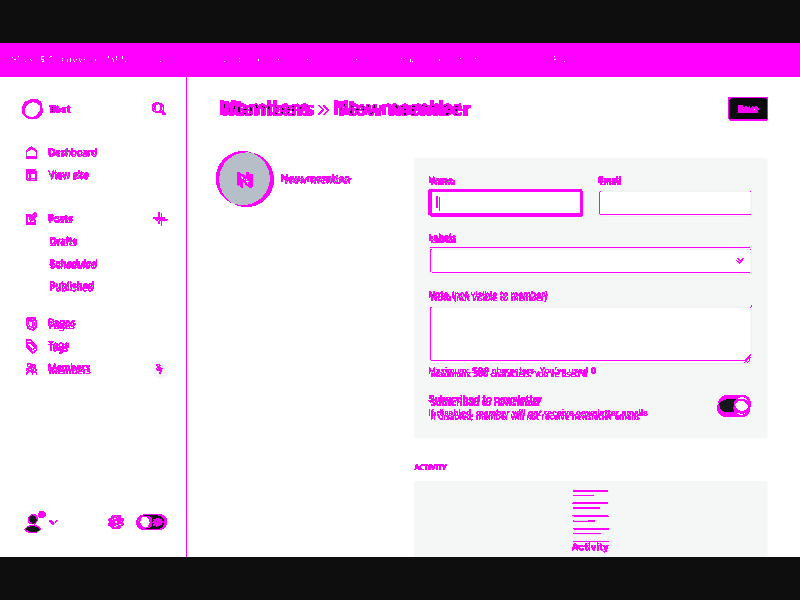 Test
Members » New member
Save
Dashboard
View site
New member
Name
Email
Posts
Drafts
Labels
Scheduled
Published
Note (not visible to member)
Pages
Tags
Members
Maximum: 500 characters. You've used 0
Subscribed to newsletter
If disabled, member will not receive newsletter emails
ACTIVITY
Activity